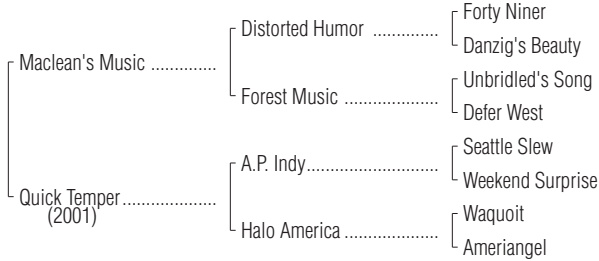 Forty Niner
Distorted Humor ..............
Danzig's Beauty
Maclean's Music ..............
Unbridled's Song
Forest Music ....................
Defer West
Seattle Slew
A.P. Indy............................
Weekend Surprise
Quick Temper....................
(2001)
Waquoit
Halo America ....................
Ameriangel